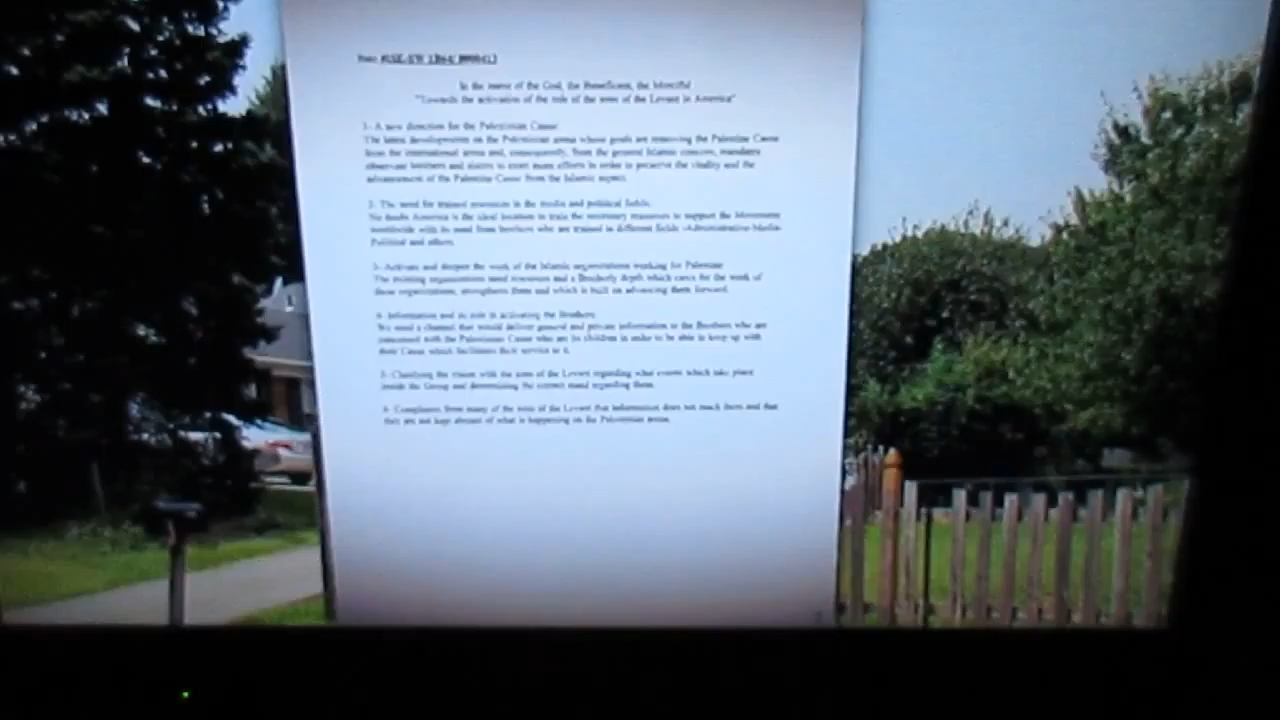 In the name of the God, the Beneficent, the Merciful
"Towards the activation of the role of the sons of the Levant in America"
1- A new direction for the Palestinian Cause:
The latest developments on the Palestinian arena whose goals are removing the Palestine Cause
from the international arena and, consequently, from the general Islamic concern, mandates
observant brothers and sisters to exert more efforts in order to preserve the vitality and the
advancement of the Palestine Cause from the Islamic aspect.
2- The need for trained resources in the media and political fields:
No doubt America is the ideal location to train the necessary resources to support the Movement
worldwide with its need from brothers who are trained in different fields -Administrative-Media-
Political and others.
3- Activate and deepen the work of the Islamic organizations working for Palestine
The existing organizations need resources and a Brotherly depth which cares for the work of
these organizations, strengthens them and which is built on advancing them forward.
4- Information and its role in activating the Brothers:
We need a channel that would deliver general and private information to the Brothers who are
concerned with the Palestinian Cause who are its children in order to be able to keep up with
their Cause which facilitates their service to it.
5- Clarifying the vision with the sons of the Levant regarding what events which take place
inside the Group and determining the correct stand regarding them.
6- Complaints from many of the sons of the Levant that information does not reach them and that
they are not kept abreast of what is happening on the Palestinian arena.